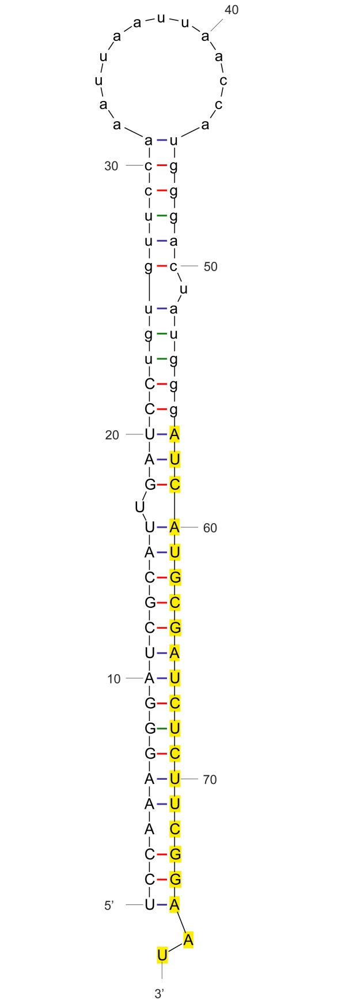 40
a u u
a a
u a
u c
a c
a a
a u
30 c g
c g
u g
u a
g c 50
u
u a
g u
u g
C g
C g
20 U A
A U
G C
U
U A 60
A U
C G
G C
C G
U A
10 A U
G C
G U
G C
A U 70
A U
A C
C G
C G
5’ U A
A
U
3’